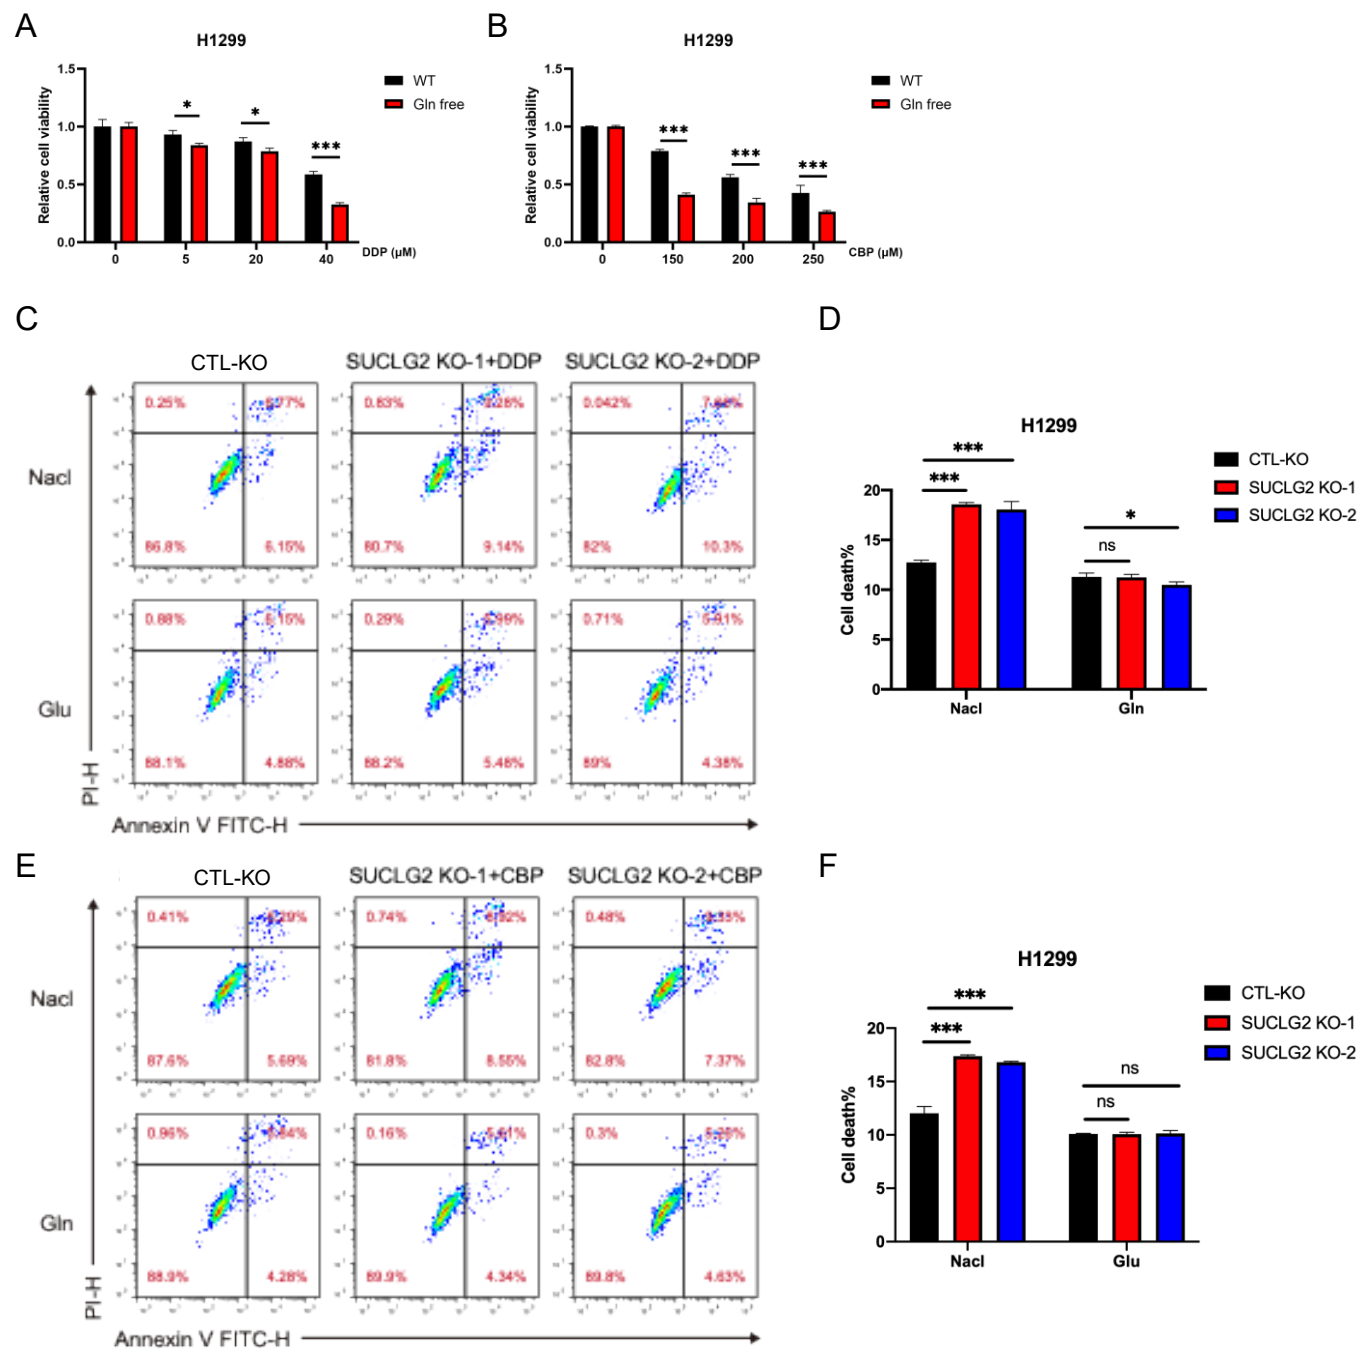 A
H1299
Relative cell viability
1.5
1.0
0.5
0.0
* * ***
0 5 20 40 DDP (μM)
WT
Gln free
B
H1299
Relative cell viability
1.5
1.0
0.5
0.0
*** *** ***
0 150 200 250 CBP (μM)
WT
Gln free
C
CTL-KO SUCLG2 KO-1+DDP SUCLG2 KO-2+DDP
Nacl
0.25%
86.8% 6.15%
0.83%
80.7% 9.14%
0.042%
82% 10.3%
Glu
0.88%
88.1% 4.88%
0.29%
88.2% 5.48%
0.71%
89% 4.38%
PI-H
Annexin V FITC-H
D
H1299
Cell death%
20
15
10
5
0
*** *** ns *
Nacl Gln
CTL-KO
SUCLG2 KO-1
SUCLG2 KO-2
E
CTL-KO SUCLG2 KO-1+CBP SUCLG2 KO-2+CBP
Nacl
0.41%
87.6% 5.69%
0.74%
81.8% 8.55%
0.48%
82.8% 7.37%
Gln
0.96%
88.9% 4.28%
0.16%
89.9% 4.34%
0.3%
89.8% 4.63%
PI-H
Annexin V FITC-H
F
H1299
Cell death%
20
15
10
5
0
*** *** ns ns
Nacl Glu
CTL-KO
SUCLG2 KO-1
SUCLG2 KO-2